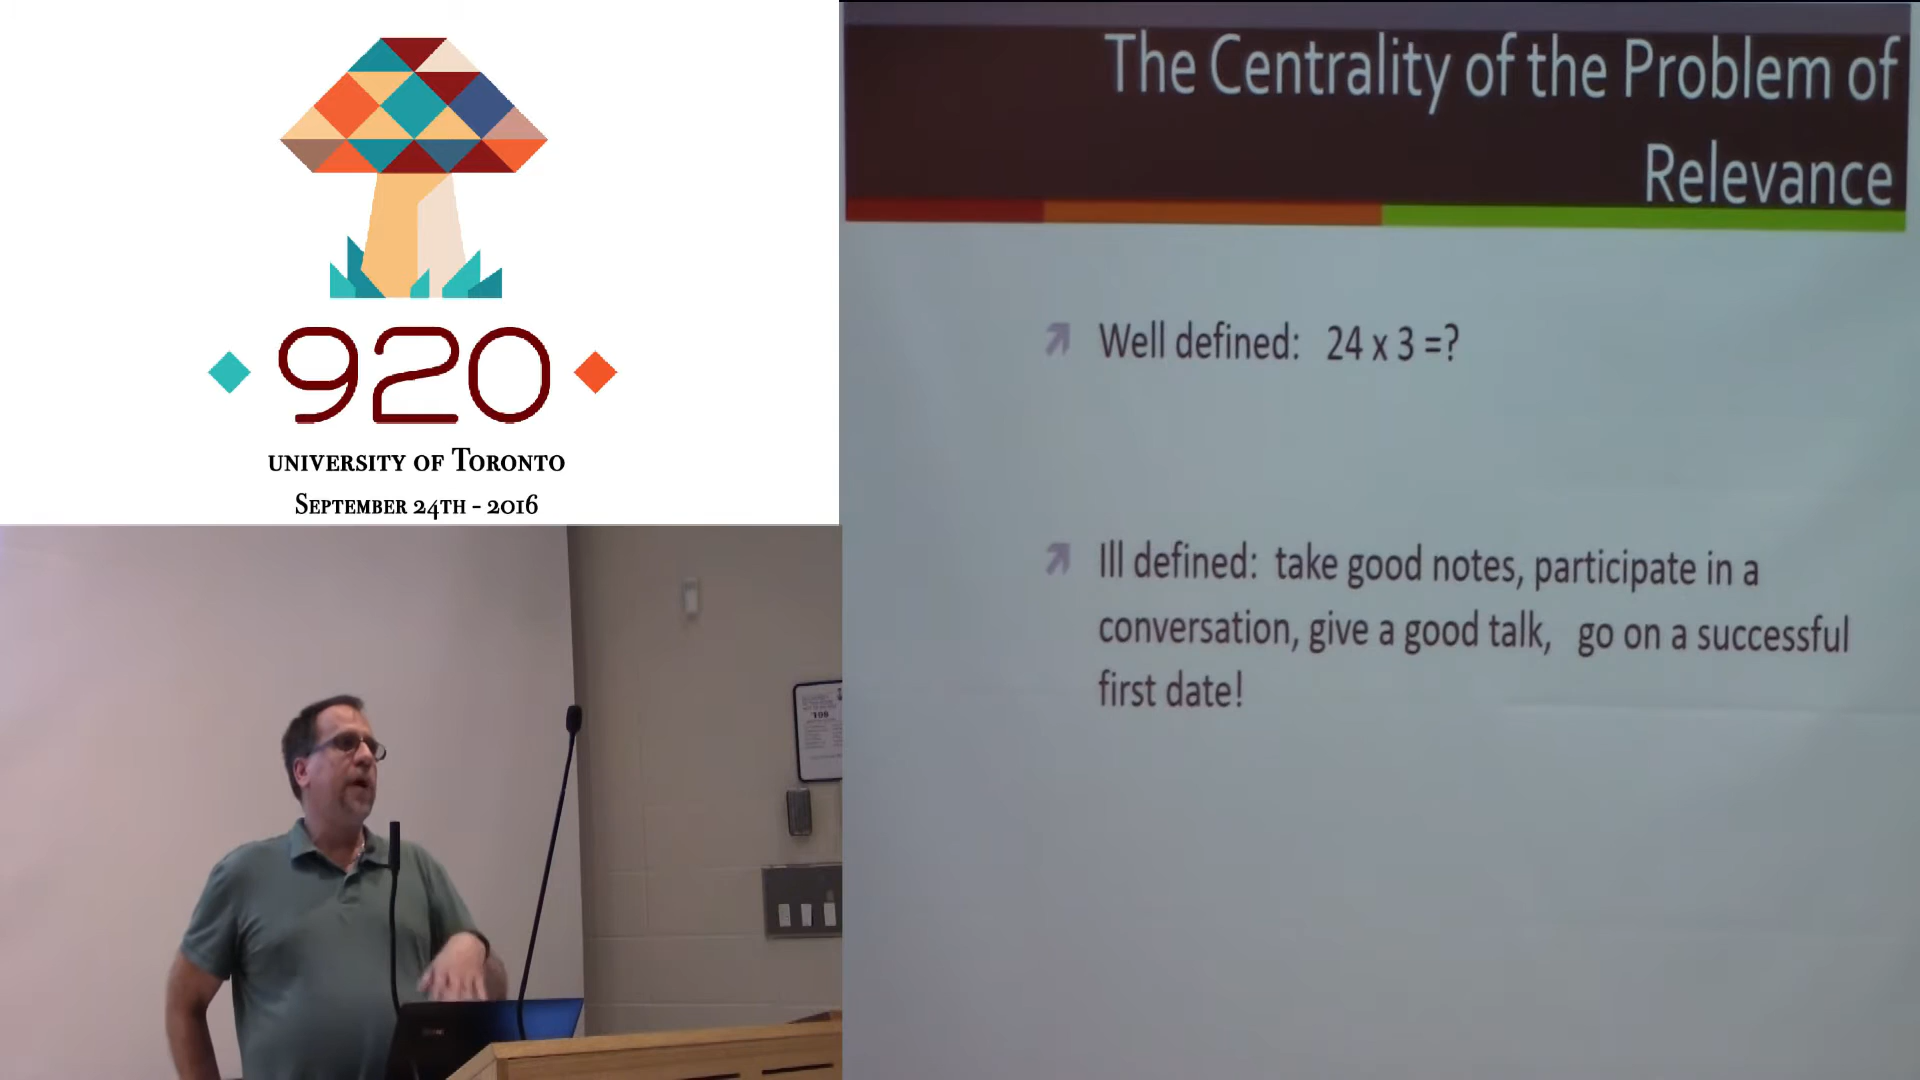 920
UNIVERSITY OF TORONTO
SEPTEMBER 24TH - 2016
The Centrality of the Problem of
Relevance
Well defined: 24 x 3 =?
Ill defined: take good notes, participate in a
conversation, give a good talk, go on a successful
first date!